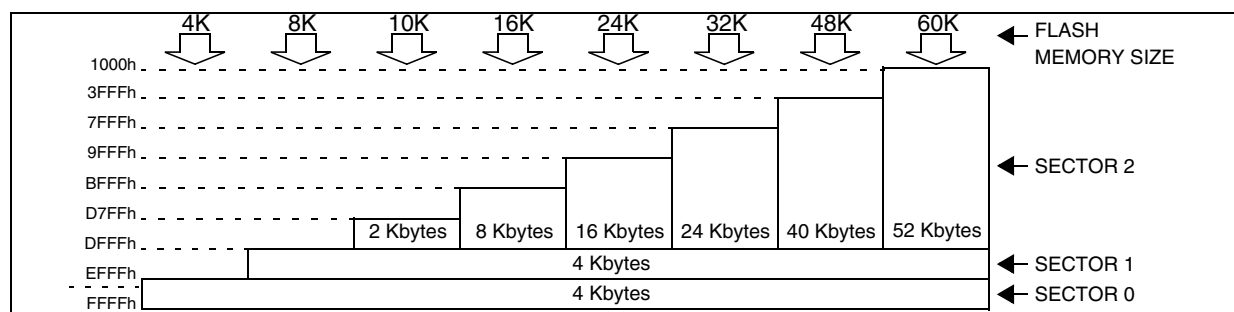 4K 8K 10K 16K 24K 32K 48K 60K FLASH
MEMORY SIZE
1000h
3FFFh
7FFFh
9FFFh
SECTOR 2
BFFFh
D7FFh
2 Kbytes 8 Kbytes 16 Kbytes 24 Kbytes 40 Kbytes 52 Kbytes
DFFFh
4 Kbytes SECTOR 1
EFFFh
4 Kbytes SECTOR 0
FFFFh